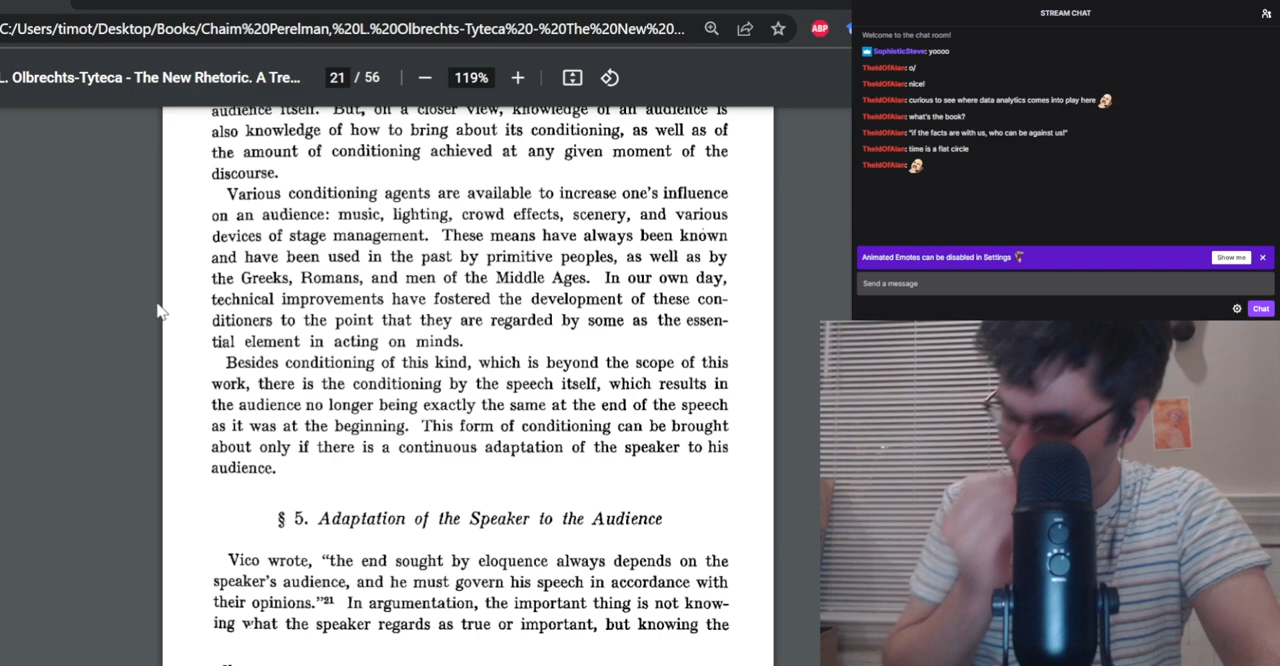 C:/Users/timot/Desktop/Books/Chaim%20Perelman,%20L.%20Olbrechts-Tyteca%20-%20The%20New%20...
ABP
L. Olbrechts-Tyteca - The New Rhetoric. A Tre...
21 / 56
119%
audience itself. But, on a closer view, knowledge of an audience is
also knowledge of how to bring about its conditioning, as well as of
the amount of conditioning achieved at any given moment of the
discourse.
Various conditioning agents are available to increase one's influence
on an audience: music, lighting, crowd effects, scenery, and various
devices of stage management. These means have always been known
and have been used in the past by primitive peoples, as well as by
the Greeks, Romans, and men of the Middle Ages. In our own day,
technical improvements have fostered the development of these con-
ditioners to the point that they are regarded by some as the essen-
tial element in acting on minds.
Besides conditioning of this kind, which is beyond the scope of this
work, there is the conditioning by the speech itself, which results in
the audience no longer being exactly the same at the end of the speech
as it was at the beginning. This form of conditioning can be brought
about only if there is a continuous adaptation of the speaker to his
audience.
§ 5. Adaptation of the Speaker to the Audience
Vico wrote, "the end sought by eloquence always depends on the
speaker's audience, and he must govern his speech in accordance with
their opinions."21 In argumentation, the important thing is not know-
ing what the speaker regards as true or important, but knowing the
STREAM CHAT
Welcome to the chat room!
SophisticSteve: yoooo
TheIdOfAlan: o/
TheIdOfAlan: nice!
TheIdOfAlan: curious to see where data analytics comes into play here
TheIdOfAlan: what's the book?
TheIdOfAlan: "if the facts are with us, who can be against us!"
TheIdOfAlan: time is a flat circle
TheIdOfAlan:
Animated Emotes can be disabled in Settings
Show me
Send a message
Chat